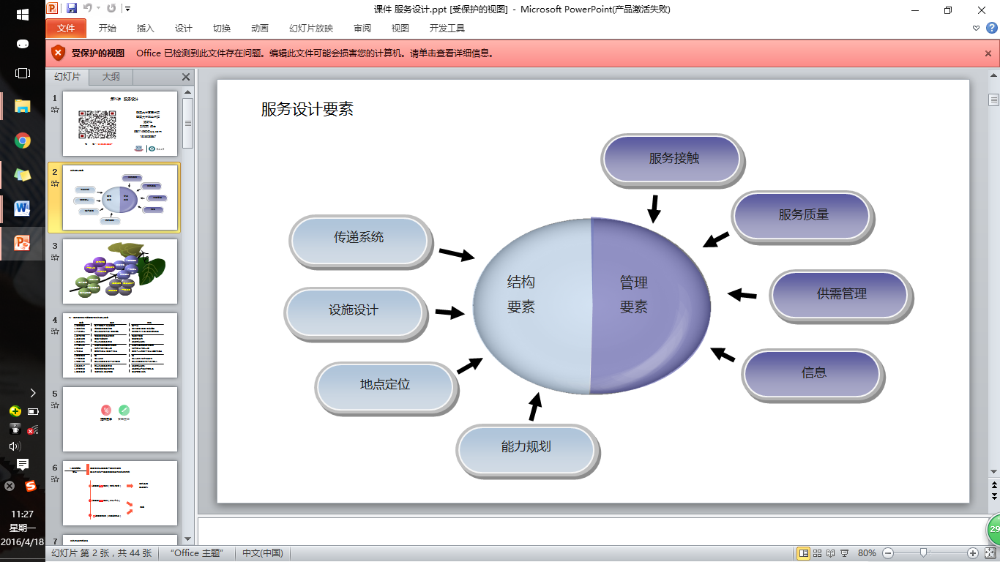 课件 服务设计.ppt [受保护的视图] - Microsoft PowerPoint(产品激活失败)
文件 开始 插入 设计 切换 动画 幻灯片放映 审阅 视图 开发工具
受保护的视图 Office 已检测到此文件存在问题。编辑此文件可能会损害您的计算机。请单击查看详细信息。
幻灯片 大纲
1
2
3
4
5
6
7
服务设计要素
服务接触
服务质量
传递系统
结构
要素
管理
要素
供需管理
设施设计
信息
地点定位
能力规划
29
11:27
星期一
2016/4/18
幻灯片 第 2 张，共 44 张 “Office 主题” 中文(中国) 80%